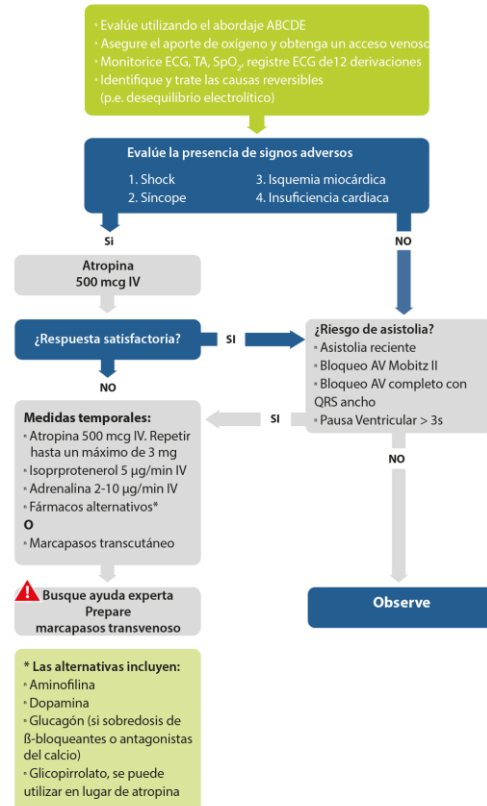 • Evalúe utilizando el abordaje ABCDE
• Asegure el aporte de oxígeno y obtenga un acceso venoso
• Monitorice ECG, TA, SpO₂, registre ECG de12 derivaciones
• Identifique y trate las causas reversibles
(p.e. desequilibrio electrolítico)
Evalúe la presencia de signos adversos
1. Shock
2. Síncope
3. Isquemia miocárdica
4. Insuficiencia cardiaca
Si
NO
Atropina
500 mcg IV
¿Respuesta satisfactoria?
SI
¿Riesgo de asistolia?
• Asistolia reciente
• Bloqueo AV Mobitz II
• Bloqueo AV completo con
QRS ancho
• Pausa Ventricular > 3s
NO
SI
Medidas temporales:
• Atropina 500 mcg IV. Repetir
hasta un máximo de 3 mg
• Isoprprotenerol 5 µg/min IV
• Adrenalina 2-10 µg/min IV
• Fármacos alternativos*
O
• Marcapasos transcutáneo
NO
! Busque ayuda experta
Prepare
marcapasos transvenoso
Observe
* Las alternativas incluyen:
• Aminofilina
• Dopamina
• Glucagón (si sobredosis de
ß-bloqueantes o antagonistas
del calcio)
• Glicopirrolato, se puede
utilizar en lugar de atropina